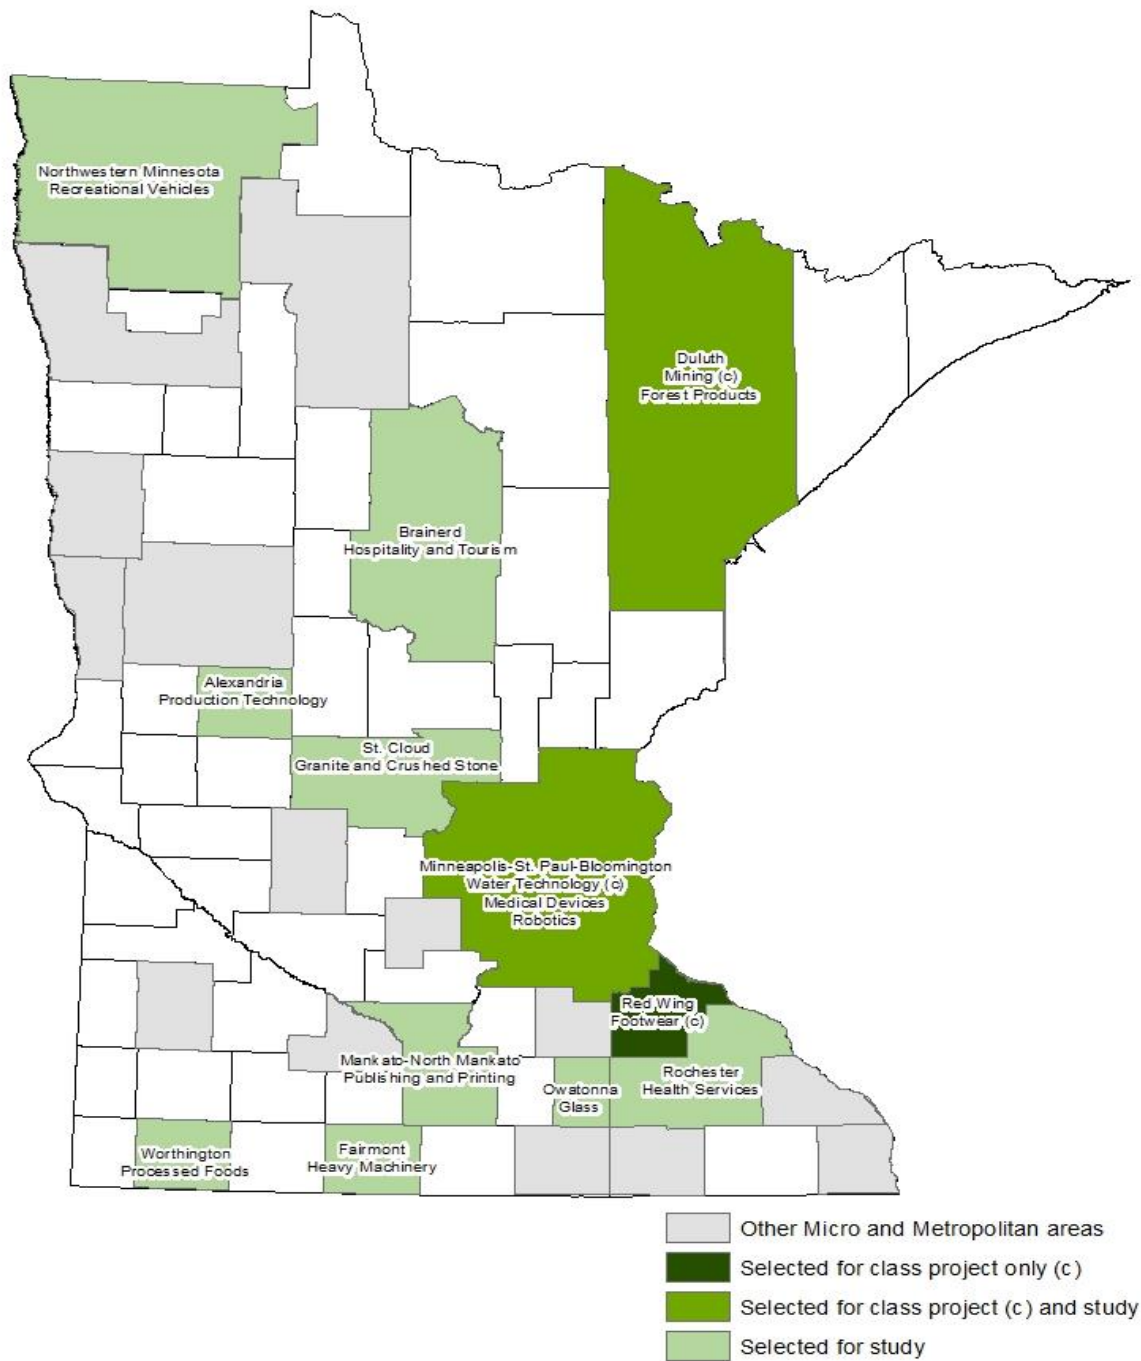 Northwestern Minnesota
Recreational Vehicles
Duluth
Mining (c)
Forest Products
Brainerd
Hospitality and Tourism
Alexandria
Production Technology
St. Cloud
Granite and Crushed Stone
Minneapolis-St. Paul-Bloomington
Water Technology (c)
Medical Devices
Robotics
Red Wing
Footwear (c)
Mankato-North Mankato
Publishing and Printing
Owatonna
Glass
Rochester
Health Services
Worthington
Processed Foods
Fairmont
Heavy Machinery
Other Micro and Metropolitan areas
Selected for class project only (c)
Selected for class project (c) and study
Selected for study